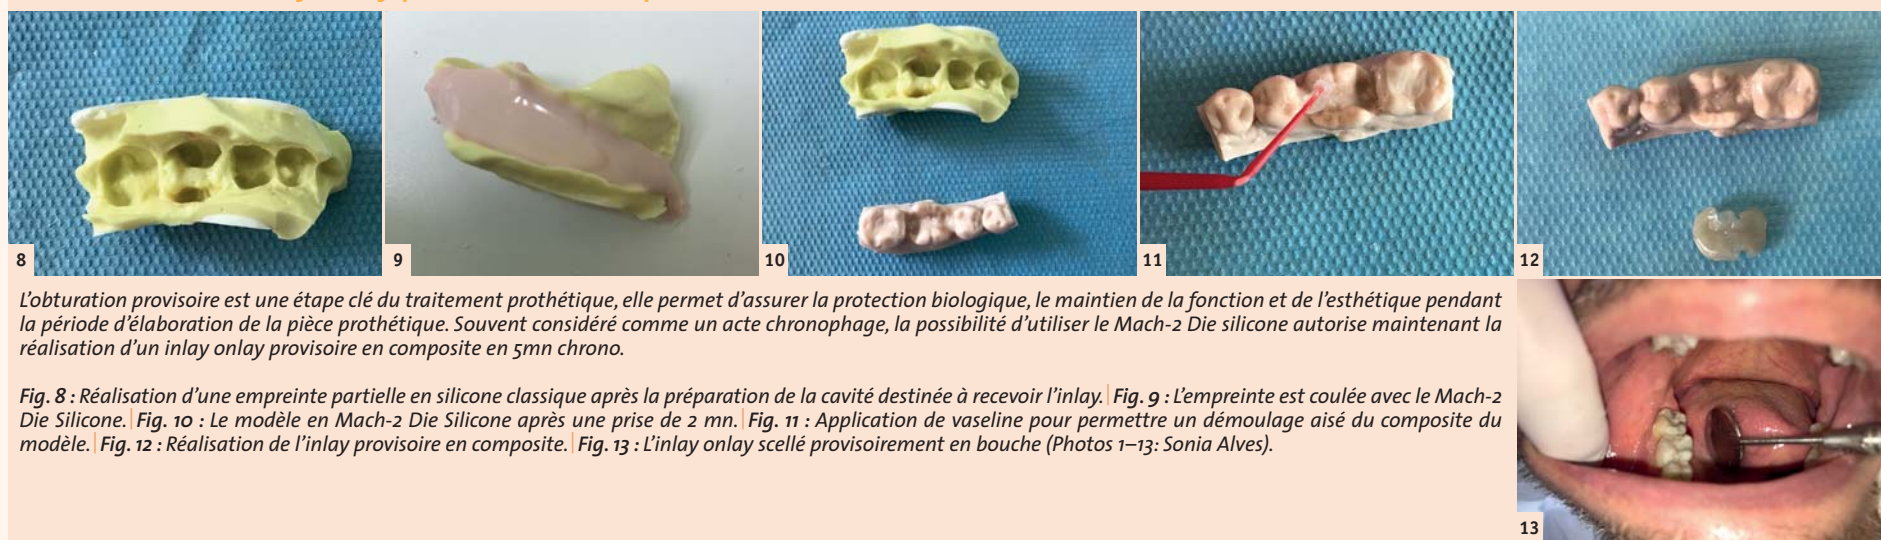 8
9
10
11
12
L’obturation provisoire est une étape clé du traitement prothétique, elle permet d’assurer la protection biologique, le maintien de la fonction et de l’esthétique pendant
la période d’élaboration de la pièce prothétique. Souvent considéré comme un acte chronophage, la possibilité d’utiliser le Mach-2 Die silicone autorise maintenant la
réalisation d’un inlay onlay provisoire en composite en 5mn chrono.
Fig. 8 : Réalisation d’une empreinte partielle en silicone classique après la préparation de la cavité destinée à recevoir l’inlay. | Fig. 9 : L’empreinte est coulée avec le Mach-2
Die Silicone. | Fig. 10 : Le modèle en Mach-2 Die Silicone après une prise de 2 mn. | Fig. 11 : Application de vaseline pour permettre un démoulage aisé du composite du
modèle. | Fig. 12 : Réalisation de l’inlay provisoire en composite. | Fig. 13 : L’inlay onlay scellé provisoirement en bouche (Photos 1–13: Sonia Alves).
13